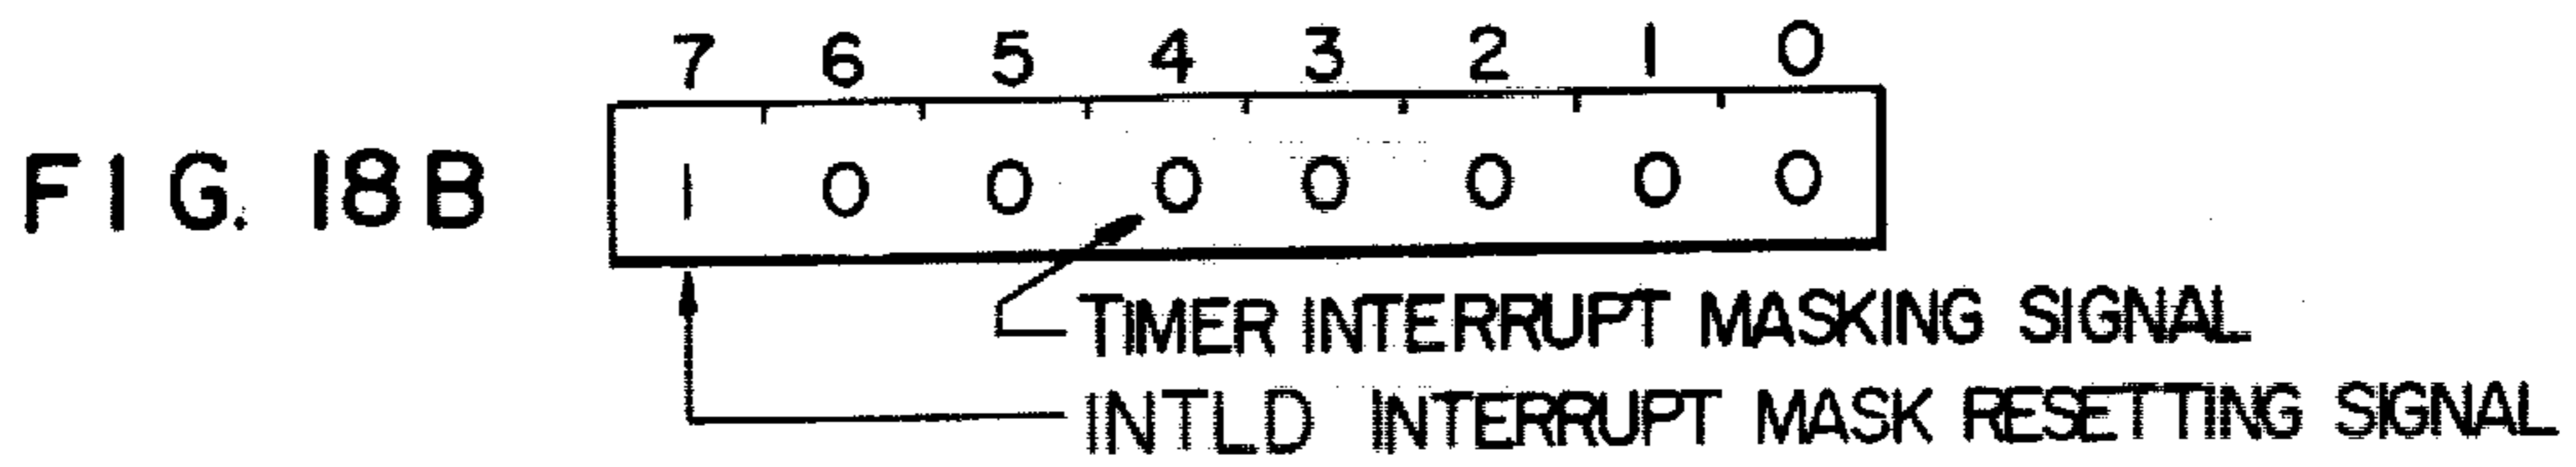 7 6 5 4 3 2 1 0
FIG. 18B 1 0 0 0 0 0 0 0
TIMER INTERRUPT MASKING SIGNAL
INTLD INTERRUPT MASK RESETTING SIGNAL